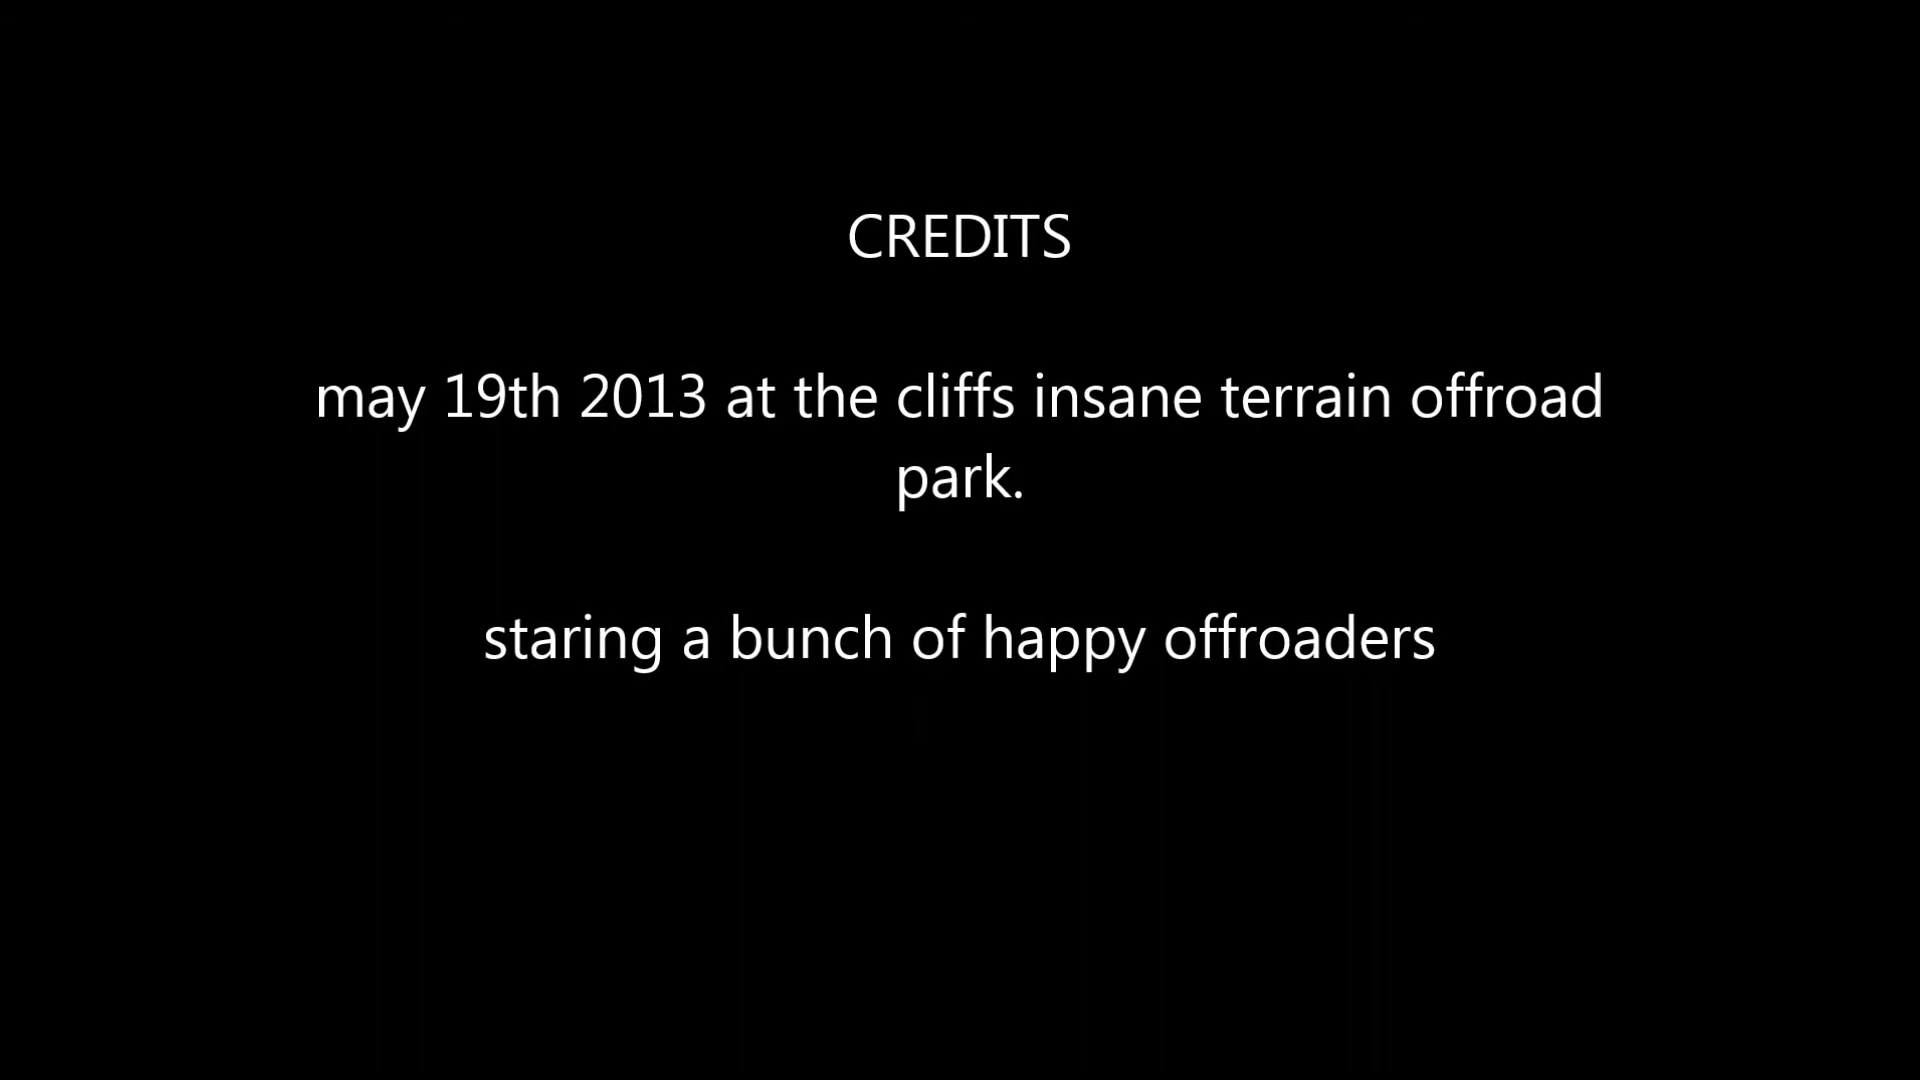 CREDITS
may 19th 2013 at the cliffs insane terrain offroad
park.
staring a bunch of happy offroaders